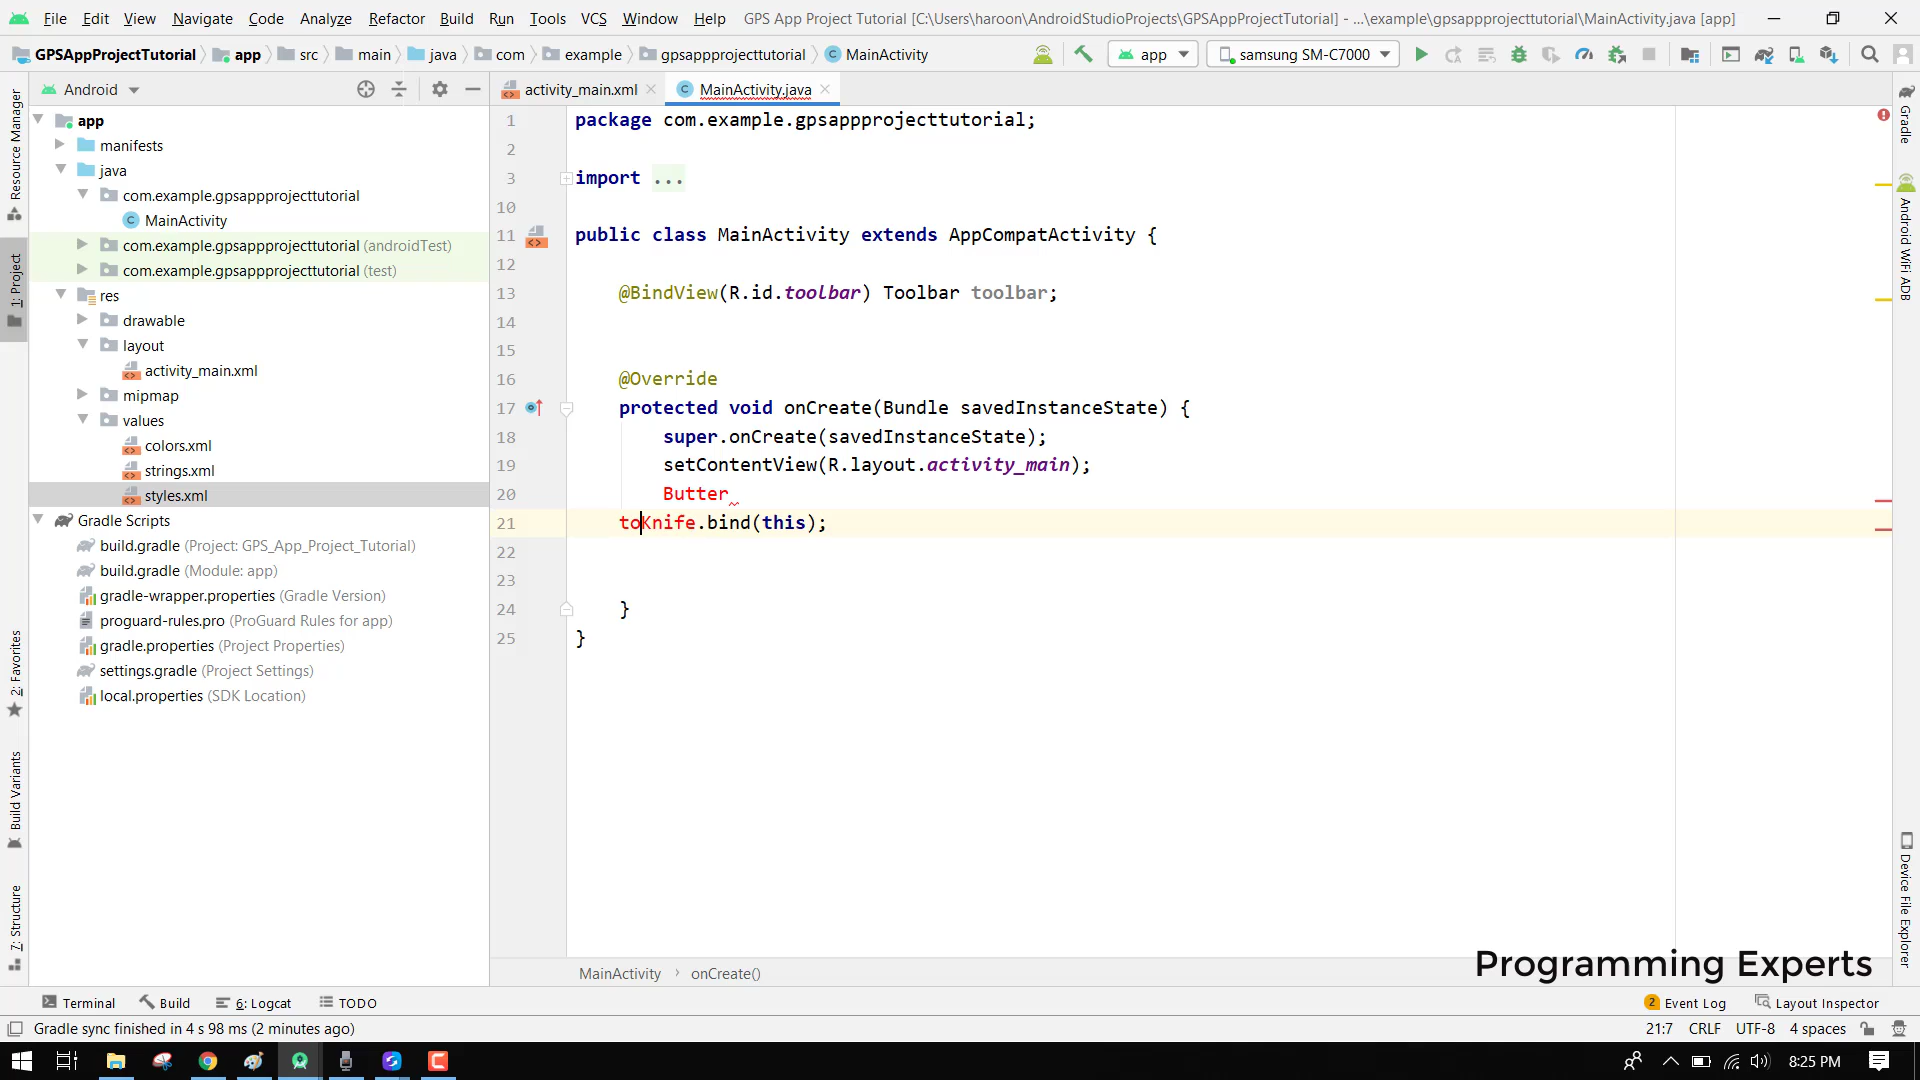 File Edit View Navigate Code Analyze Refactor Build Run Tools VCS Window Help GPS App Project Tutorial [C:\Users\haroon\AndroidStudioProjects\GPSAppProjectTutorial] - ...\example\gpsappprojecttutorial\MainActivity.java [app]
GPSAppProjectTutorial app src main java com example gpsappprojecttutorial MainActivity app samsung SM-C7000
Android
activity_main.xml MainActivity.java
app
manifests
java
com.example.gpsappprojecttutorial
MainActivity
com.example.gpsappprojecttutorial (androidTest)
com.example.gpsappprojecttutorial (test)
res
drawable
layout
activity_main.xml
mipmap
values
colors.xml
strings.xml
styles.xml
Gradle Scripts
build.gradle (Project: GPS_App_Project_Tutorial)
build.gradle (Module: app)
gradle-wrapper.properties (Gradle Version)
proguard-rules.pro (ProGuard Rules for app)
gradle.properties (Project Properties)
settings.gradle (Project Settings)
local.properties (SDK Location)
1 package com.example.gpsappprojecttutorial;
2
3 import ...
10
11 public class MainActivity extends AppCompatActivity {
12
13 @BindView(R.id.toolbar) Toolbar toolbar;
14
15
16 @Override
17 protected void onCreate(Bundle savedInstanceState) {
18 super.onCreate(savedInstanceState);
19 setContentView(R.layout.activity_main);
20 Butter
21 toKnife.bind(this);
22
23
24 }
25 }
Resource Manager
1: Project
2: Favorites
Build Variants
7: Structure
Gradle
Android WiFi ADB
Device File Explorer
Programming Experts
MainActivity › onCreate()
Terminal Build 6: Logcat TODO 2 Event Log Layout Inspector
Gradle sync finished in 4 s 98 ms (2 minutes ago) 21:7 CRLF UTF-8 4 spaces
8:25 PM